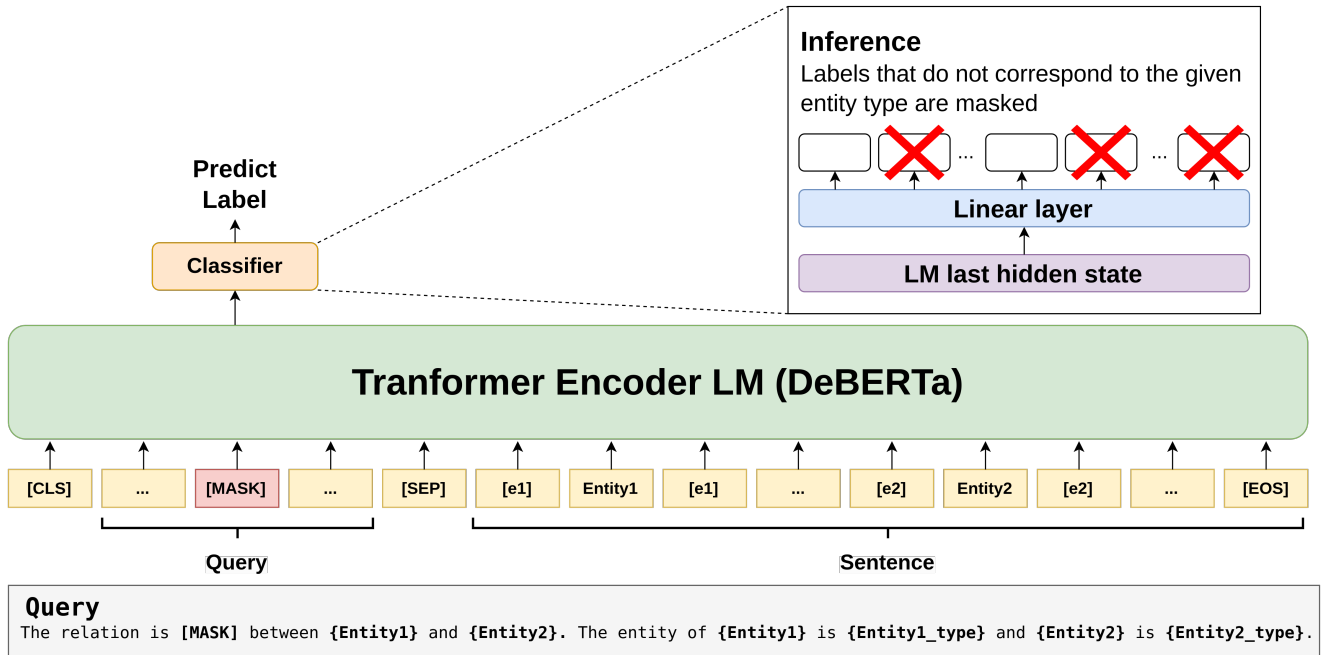 Inference
Labels that do not correspond to the given
entity type are masked
... ...
Linear layer
LM last hidden state
Predict
Label
Classifier
Tranformer Encoder LM (DeBERTa)
[CLS] ... [MASK] ... [SEP] [e1] Entity1 [e1] ... [e2] Entity2 [e2] ... [EOS]
Query Sentence
Query
The relation is [MASK] between {Entity1} and {Entity2}. The entity of {Entity1} is {Entity1_type} and {Entity2} is {Entity2_type}.